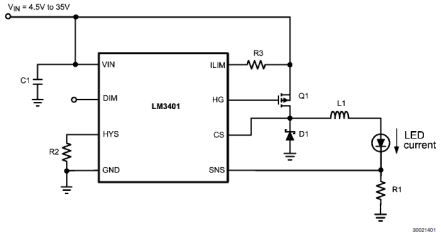 VIN = 4.5V to 35V
VIN
ILIM
R3
C1
DIM
LM3401
HG
Q1
L1
HYS
CS
D1
LED
current
R2
GND
SNS
R1
30021401